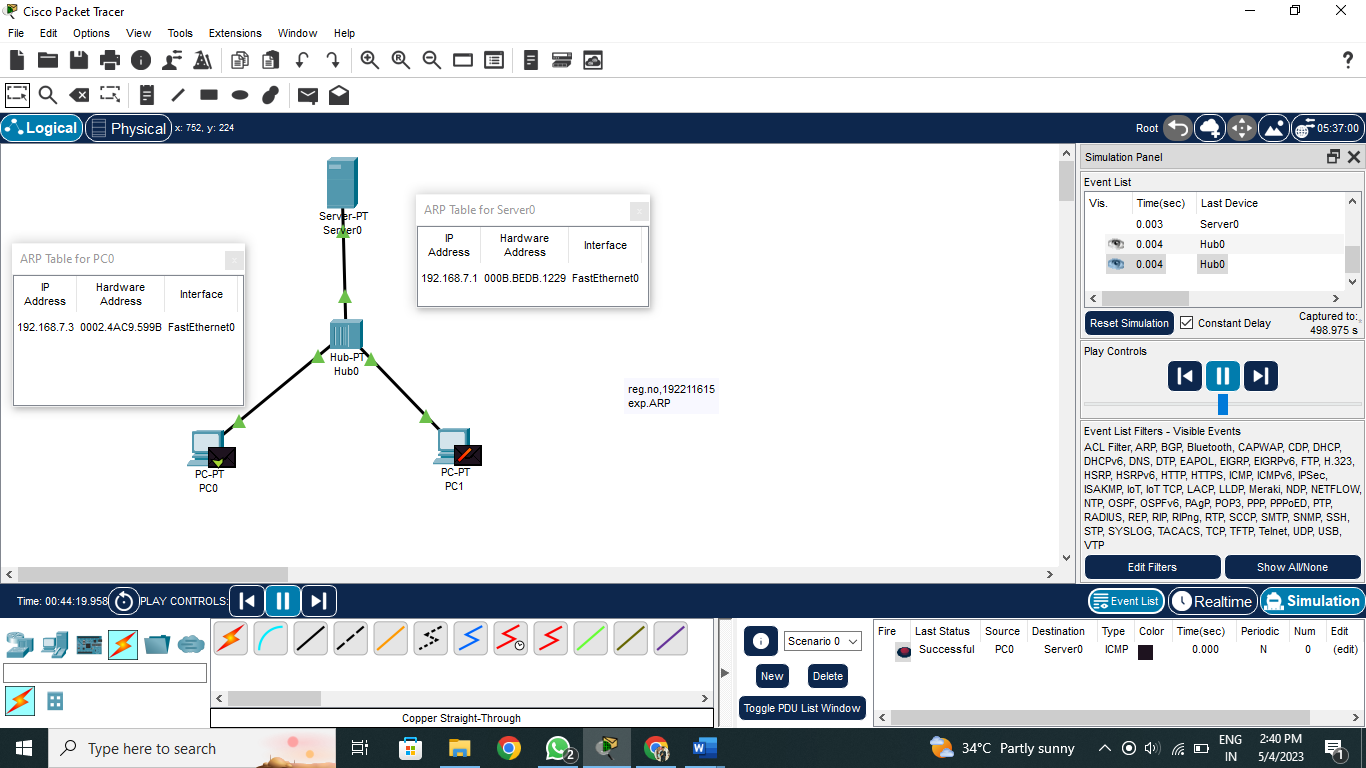 Cisco Packet Tracer
File Edit Options View Tools Extensions Window Help
?
Logical Physical x: 752, y: 224 Root 05:37:00
Server-PT
Server0
ARP Table for Server0
IP Address Hardware Address Interface
192.168.7.1 000B.BEDB.1229 FastEthernet0
ARP Table for PC0
IP Address Hardware Address Interface
192.168.7.3 0002.4AC9.599B FastEthernet0
Hub-PT
Hub0
reg.no,192211615
exp.ARP
PC-PT
PC0
PC-PT
PC1
Simulation Panel
Event List
Vis. Time(sec) Last Device
0.003 Server0
0.004 Hub0
0.004 Hub0
Reset Simulation Constant Delay Captured to:
498.975 s
Play Controls
Event List Filters - Visible Events
ACL Filter, ARP, BGP, Bluetooth, CAPWAP, CDP, DHCP,
DHCPv6, DNS, DTP, EAPOL, EIGRP, EIGRPv6, FTP, H.323,
HSRP, HSRPv6, HTTP, HTTPS, ICMP, ICMPv6, IPSec,
ISAKMP, IoT, IoT TCP, LACP, LLDP, Meraki, NDP, NETFLOW,
NTP, OSPF, OSPFv6, PAgP, POP3, PPP, PPPoED, PTP,
RADIUS, REP, RIP, RIPng, RTP, SCCP, SMTP, SNMP, SSH,
STP, SYSLOG, TACACS, TCP, TFTP, Telnet, UDP, USB,
VTP
Edit Filters Show All/None
Time: 00:44:19.958 PLAY CONTROLS: Event List Realtime Simulation
Copper Straight-Through
Scenario 0
New Delete
Toggle PDU List Window
Fire Last Status Source Destination Type Color Time(sec) Periodic Num Edit
Successful PC0 Server0 ICMP 0.000 N 0 (edit)
Type here to search
2
34°C Partly sunny
ENG
IN
2:40 PM
5/4/2023
1